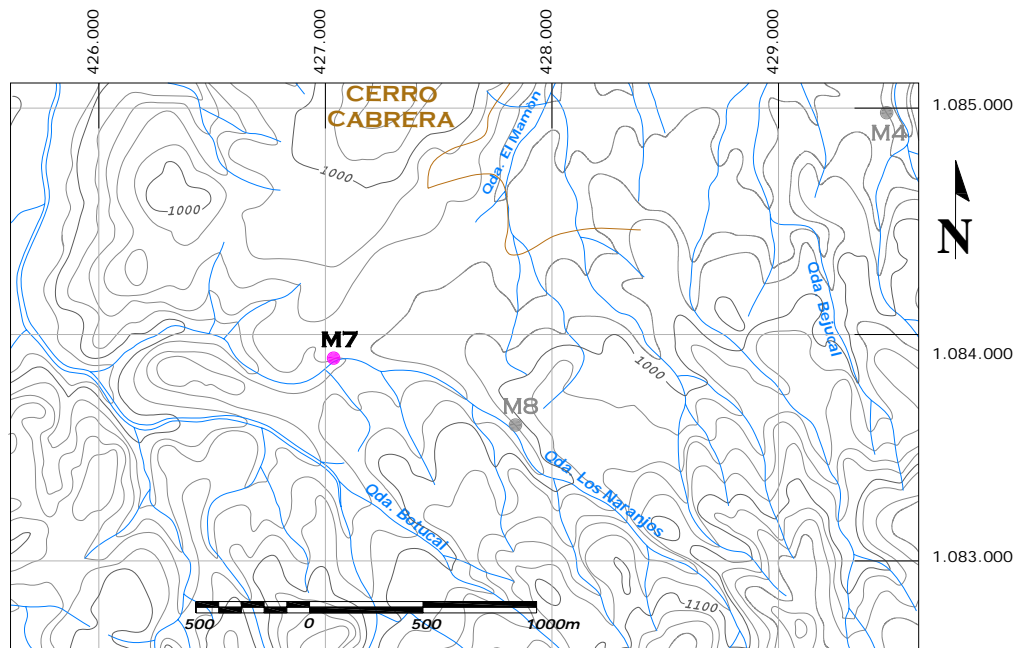 426.000
427.000
428.000
429.000
CERRO
CABRERA
1.085.000
M4
Qda. El Mamón
1000
1000
N
Qda. Bejucal
M7
1.084.000
1000
M8
Qda. Los Naranjos
Qda. Botucal
1.083.000
1100
500 0 500 1000m